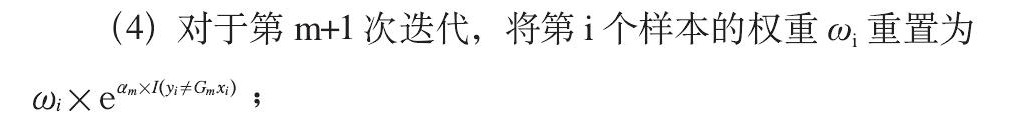 （4）对于第 m+1 次迭代，将第 i 个样本的权重 ωᵢ 重置为
ωᵢ × e^{αₘ×I(yᵢ≠Gₘxᵢ)}；